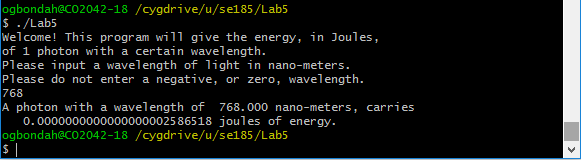 ogbondah@CO2042-18 /cygdrive/u/se185/Lab5
$ ./Lab5
Welcome! This program will give the energy, in Joules,
of 1 photon with a certain wavelength.
Please input a wavelength of light in nano-meters.
Please do not enter a negative, or zero, wavelength.
768
A photon with a wavelength of  768.000 nano-meters, carries
   0.0000000000000000002586518 joules of energy.
ogbondah@CO2042-18 /cygdrive/u/se185/Lab5
$